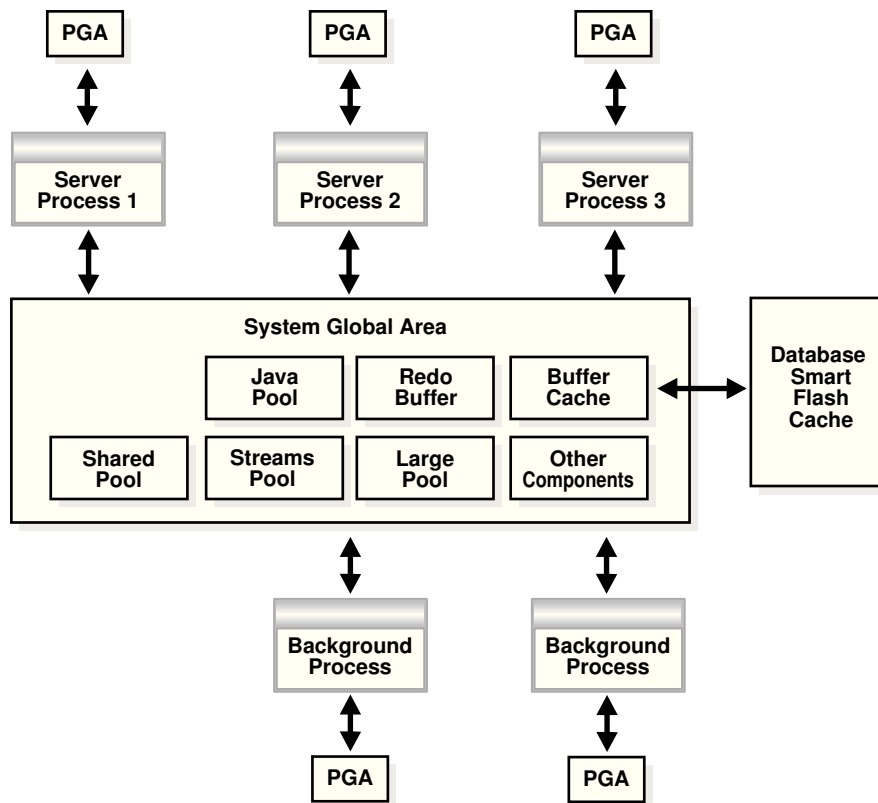 PGA
PGA
PGA
Server
Process 1
Server
Process 2
Server
Process 3
System Global Area
Java
Pool
Redo
Buffer
Buffer
Cache
Shared
Pool
Streams
Pool
Large
Pool
Other
Components
Database
Smart
Flash
Cache
Background
Process
Background
Process
PGA
PGA